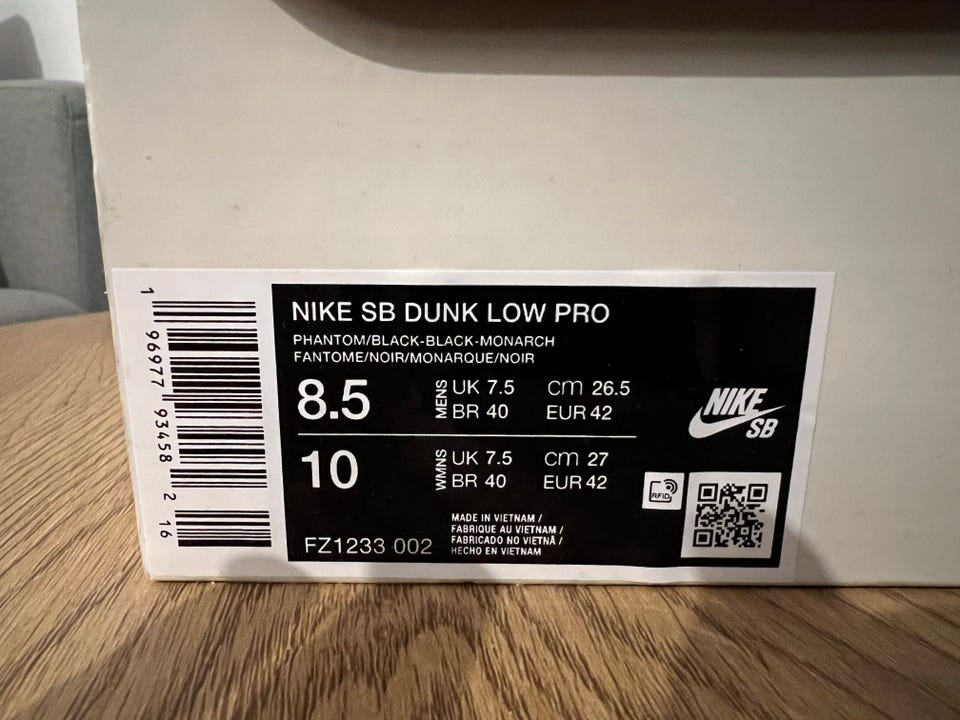 1 96977 93458 2 16
NIKE SB DUNK LOW PRO
PHANTOM/BLACK-BLACK-MONARCH
FANTOME/NOIR/MONARQUE/NOIR
8.5 MENS UK 7.5 cm 26.5
BR 40 EUR 42
10 WMNS UK 7.5 cm 27
BR 40 EUR 42
NIKE
SB
RFID
FZ1233 002
MADE IN VIETNAM /
FABRIQUE AU VIETNAM /
FABRICADO NO VIETNÃ /
HECHO EN VIETNAM